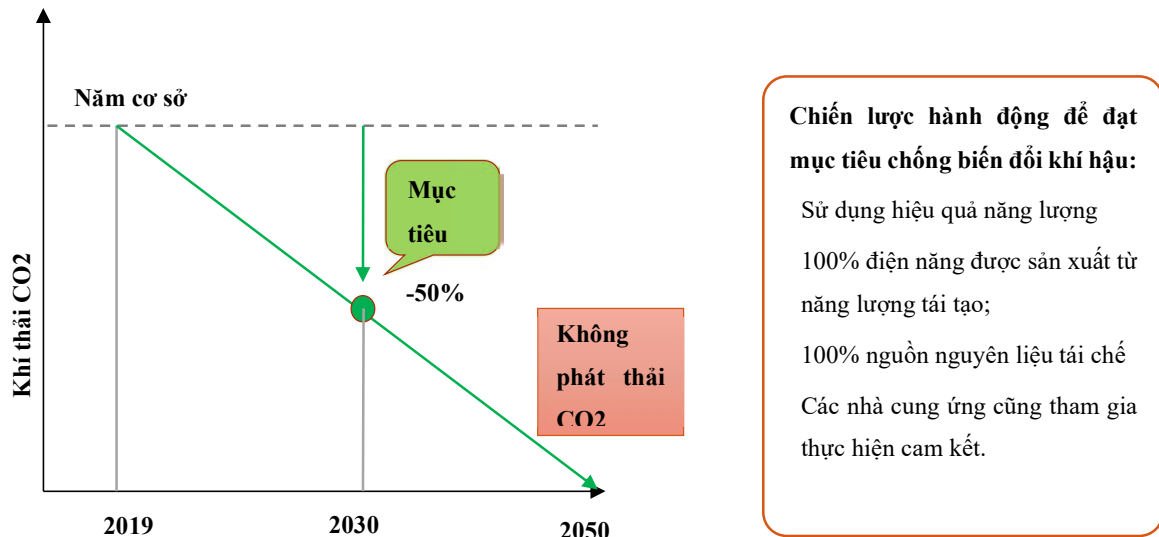 Năm cơ sở
Khí thải CO2
Mục
tiêu
-50%
Không
phát thải
CO2
2019
2030
2050
Chiến lược hành động để đạt
mục tiêu chống biến đổi khí hậu:
Sử dụng hiệu quả năng lượng
100% điện năng được sản xuất từ
năng lượng tái tạo;
100% nguồn nguyên liệu tái chế
Các nhà cung ứng cũng tham gia
thực hiện cam kết.